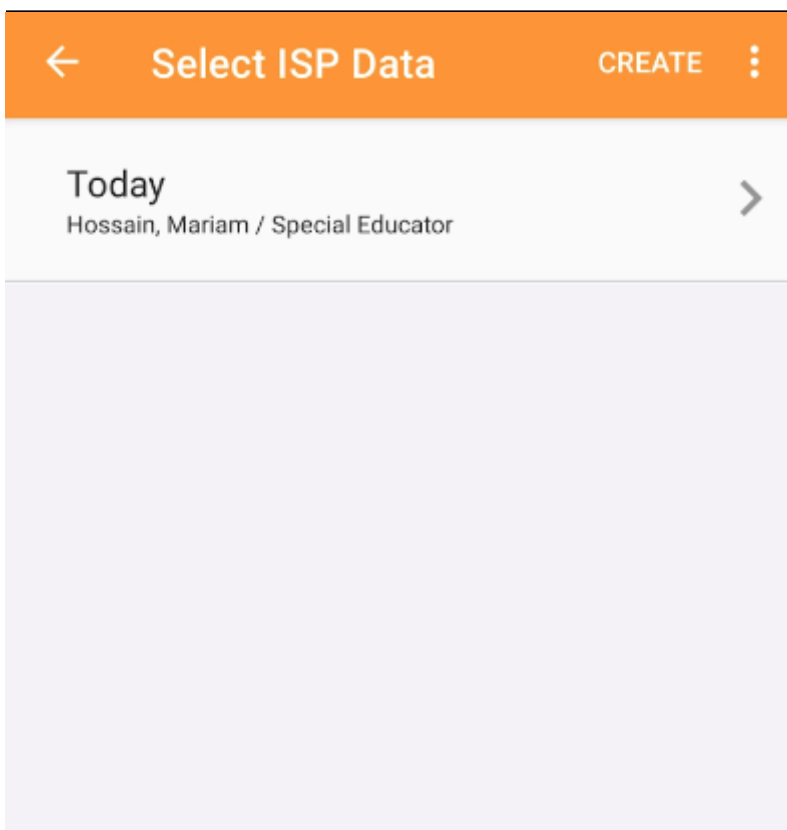 Select ISP Data CREATE
Today
Hossain, Mariam / Special Educator